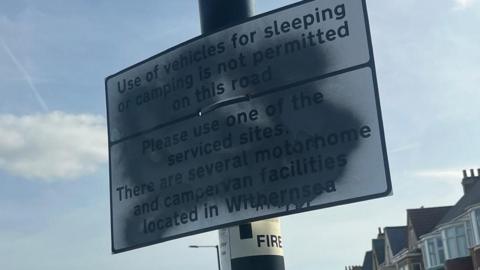 Use of vehicles for sleeping
or camping is not permitted
on this road
Please use one of the
serviced sites.
There are several motorhome
and campervan facilities
located in Withernsea
FIRE